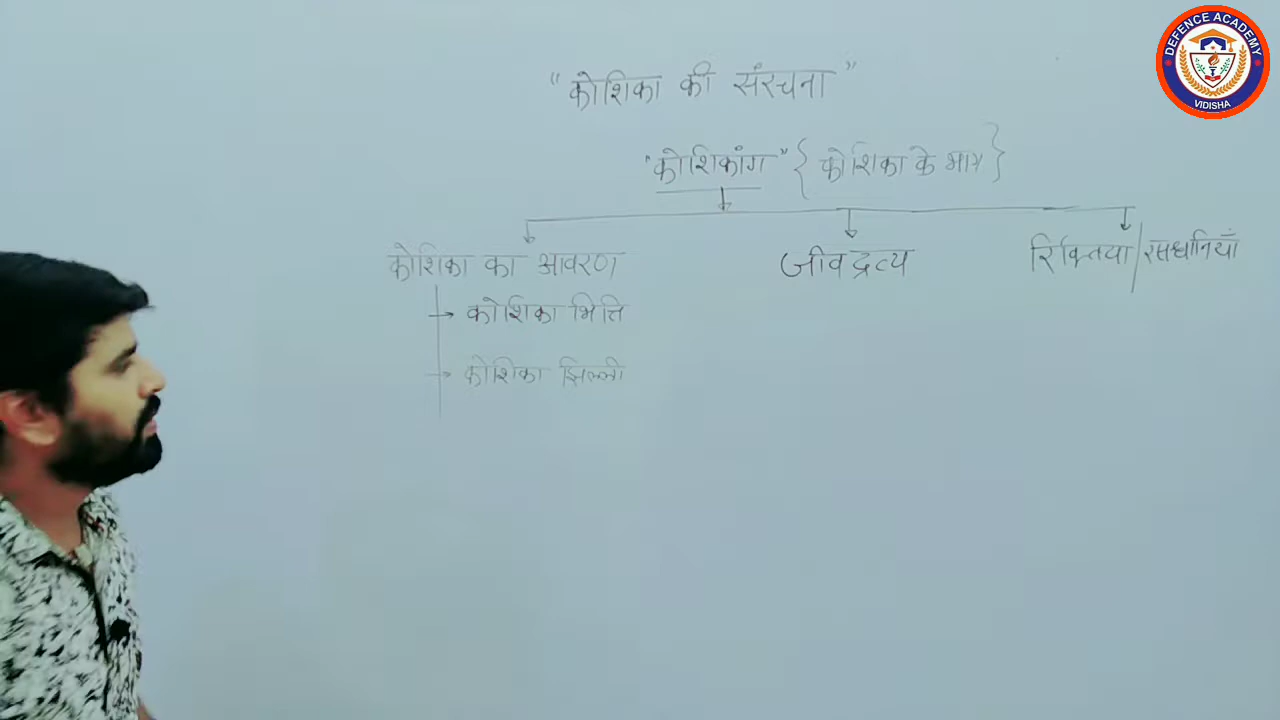 "कोशिका की संरचना"
"कोशिकांग" { कोशिका के भाग }
कोशिका का आवरण जीवद्रव्य रिक्तिया/रसधानियाँ
→ कोशिका भित्ति
→ कोशिका झिल्ली
DEFENCE ACADEMY
VIDISHA